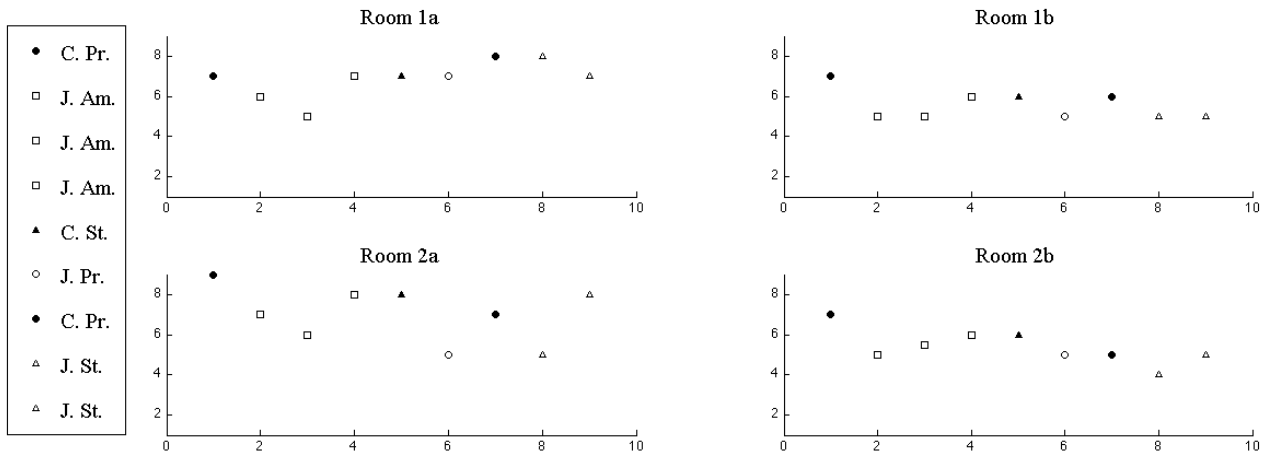 C. Pr.
J. Am.
J. Am.
J. Am.
C. St.
J. Pr.
C. Pr.
J. St.
J. St.
Room 1a
8
6
4
2
0 2 4 6 8 10
Room 1b
8
6
4
2
0 2 4 6 8 10
Room 2a
8
6
4
2
0 2 4 6 8 10
Room 2b
8
6
4
2
0 2 4 6 8 10